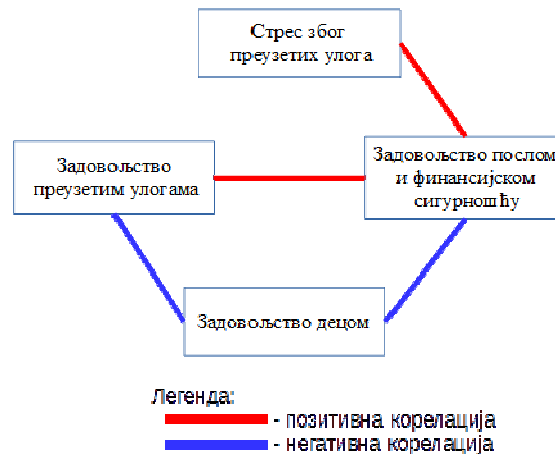 Стрес због
преузетих улога
Задовољство
преузетим улогама
Задовољство послом
и финансијском
сигурношћу
Задовољство децом
Легенда:
- позитивна корелација
- негативна корелација